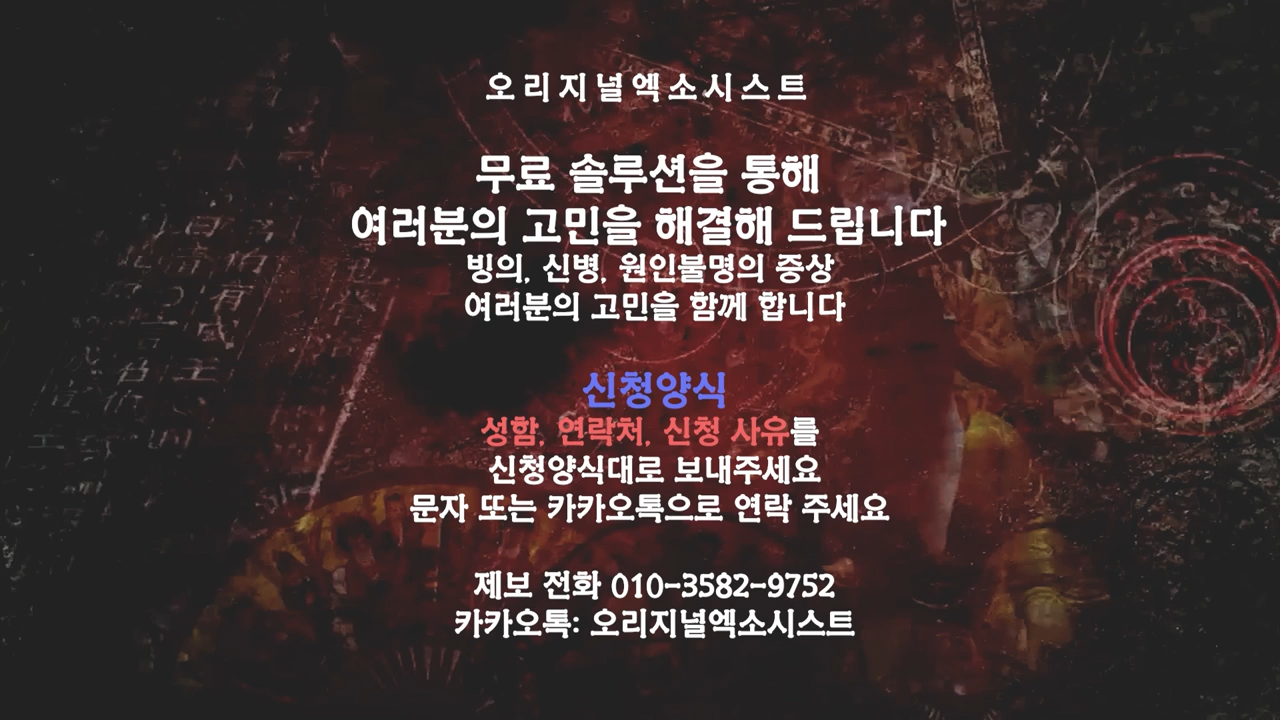 오리지널엑소시스트
무료 솔루션을 통해
여러분의 고민을 해결해 드립니다
빙의, 신병, 원인불명의 증상
여러분의 고민을 함께 합니다
신청양식
성함, 연락처, 신청 사유를
신청양식대로 보내주세요
문자 또는 카카오톡으로 연락 주세요
제보 전화 010-3582-9752
카카오톡: 오리지널엑소시스트